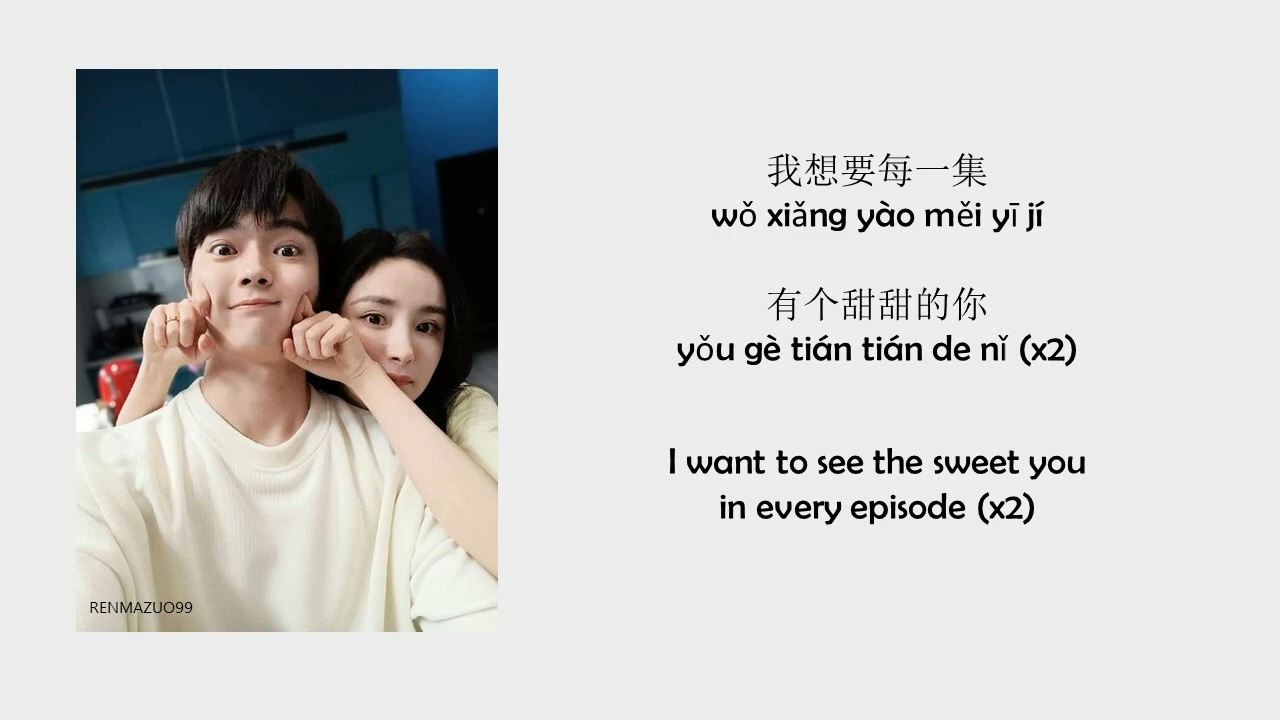 我想要每一集
wǒ xiǎng yào měi yī jí
有个甜甜的你
yǒu gè tián tián de nǐ (x2)
I want to see the sweet you
in every episode (x2)
RENMAZUO99